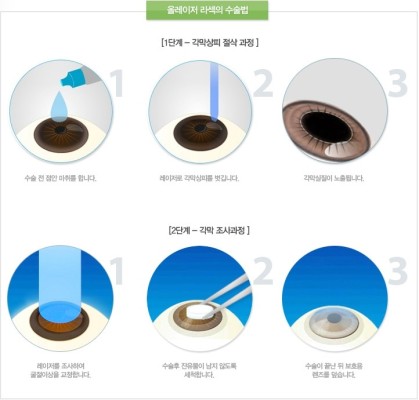 올레이저 라섹의 수술법
[1단계 – 각막상피 절삭 과정 ]
1
2
3
수술 전 점안 마취를 합니다.
레이저로 각막상피를 벗깁니다.
각막실질이 노출됩니다.
[2단계 – 각막 조사과정 ]
1
2
3
레이저를 조사하여
굴절이상을 교정합니다.
수술후 잔유물이 남지 않도록
세척합니다.
수술이 끝난 뒤 보호용
렌즈를 덮습니다.